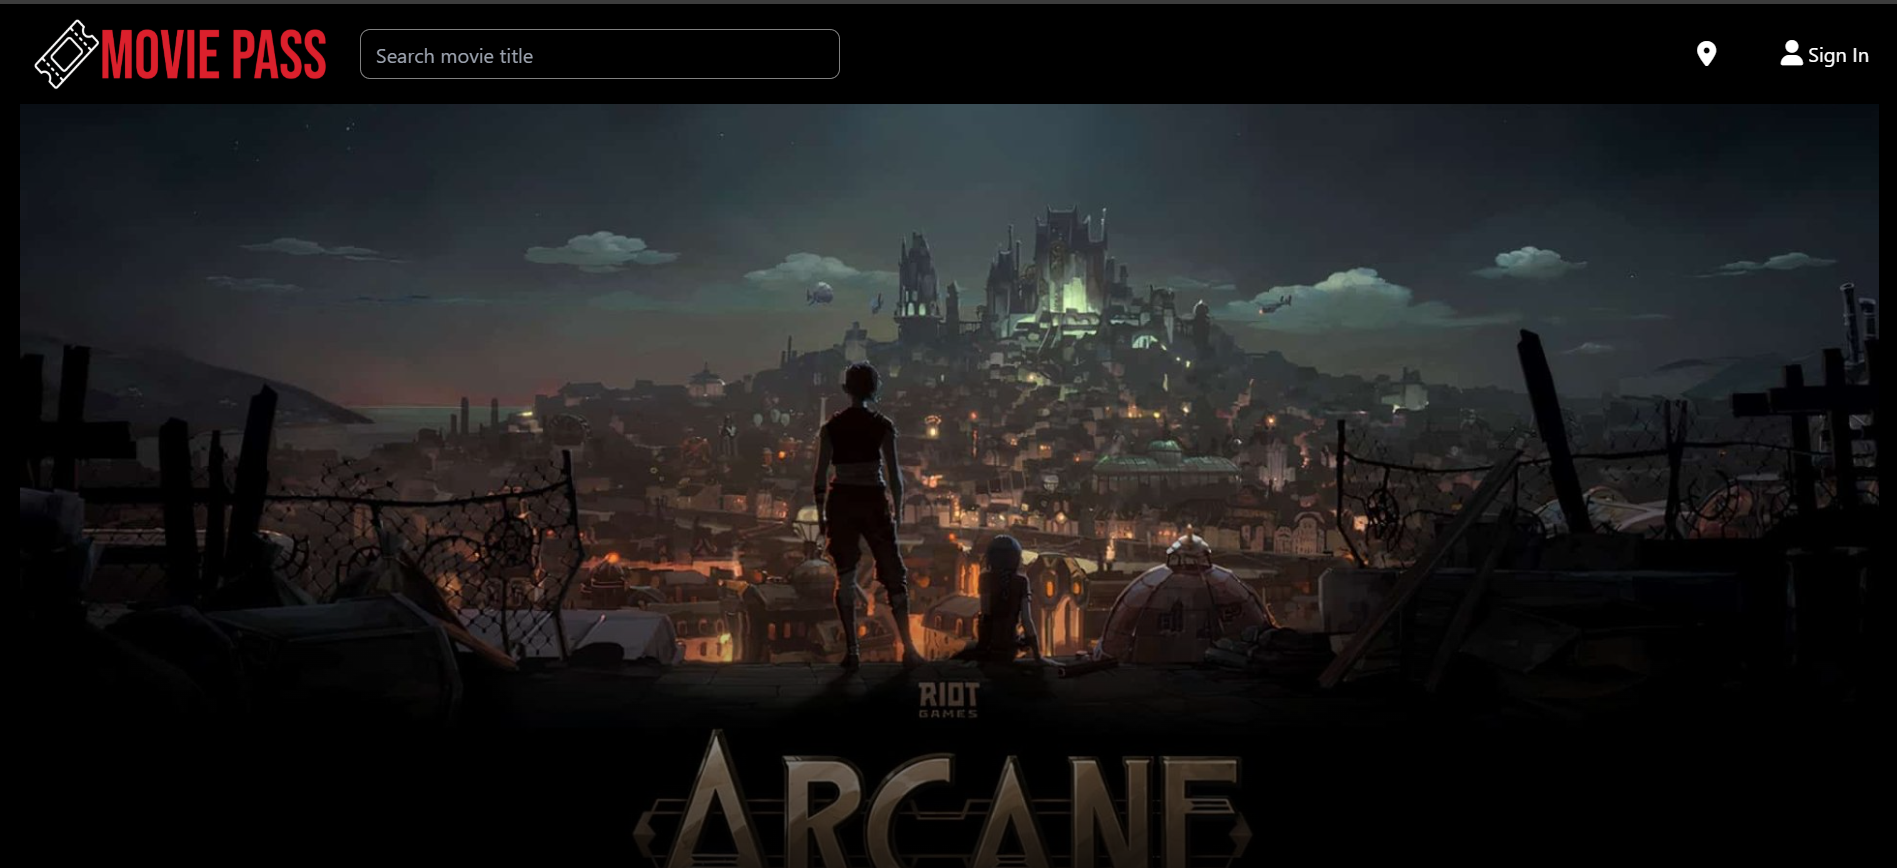 MOVIE PASS
Search movie title
Sign In
RIOT
GAMES
ARCANE